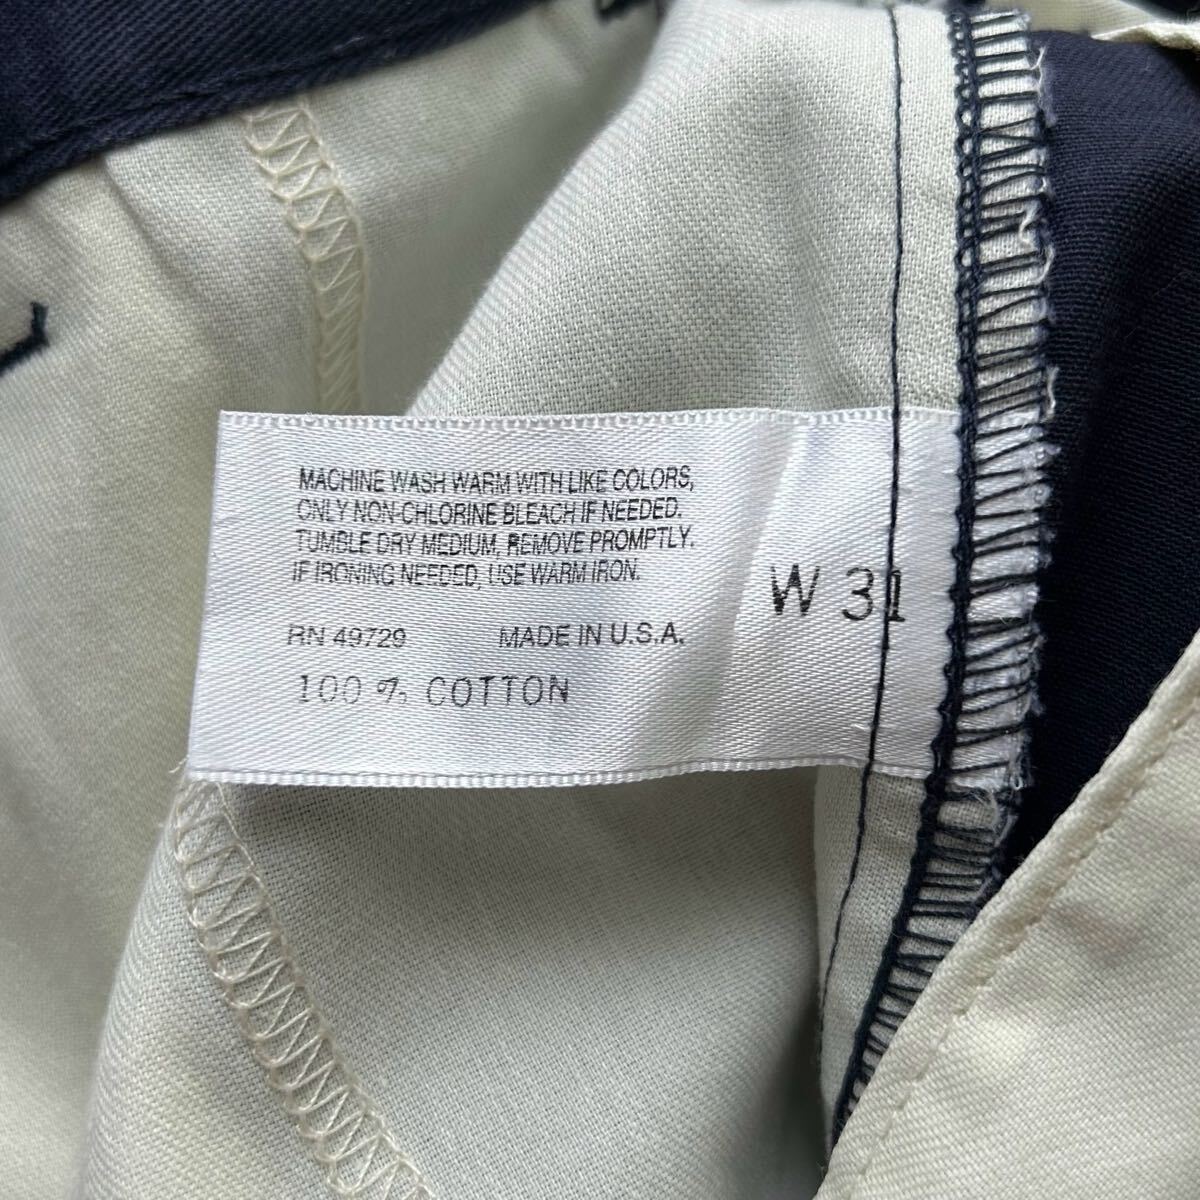 MACHINE WASH WARM WITH LIKE COLORS,
ONLY NON-CHLORINE BLEACH IF NEEDED.
TUMBLE DRY MEDIUM, REMOVE PROMPTLY.
IF IRONING NEEDED, USE WARM IRON.
W 31
RN 49729 MADE IN U.S.A.
100 % COTTON